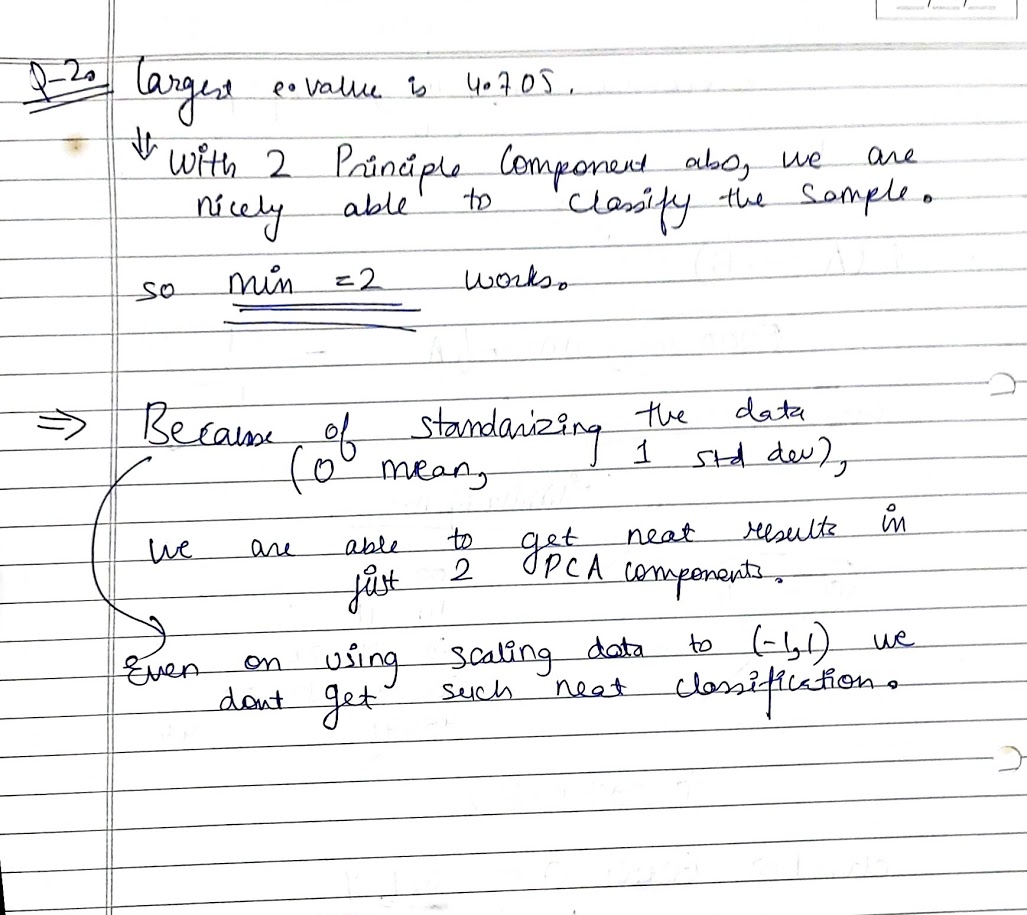 Q-2. largest e.value is 4.705.
⇓ with 2 Principle Component also, we are
nicely able to classify the sample.
so min = 2 works.
⇒ Because of standarizing the data
(0 mean, 1 std dev),
we are able to get neat results in
just 2 PCA components.
Even on using scaling data to (-1,1) we
dont get such neat classification.